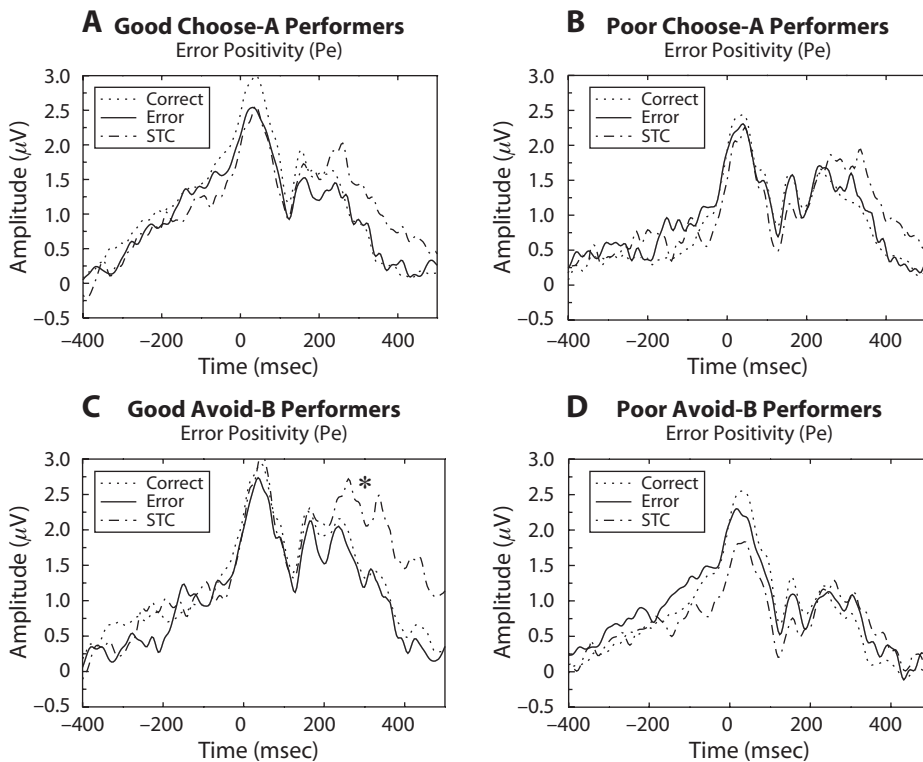 A Good Choose-A Performers
Error Positivity (Pe)
3.0
2.5
2.0
1.5
1.0
0.5
0
−0.5
Amplitude (μV)
Correct
Error
STC
−400 −200 0 200 400
Time (msec)
B Poor Choose-A Performers
Error Positivity (Pe)
3.0
2.5
2.0
1.5
1.0
0.5
0
−0.5
Amplitude (μV)
Correct
Error
STC
−400 −200 0 200 400
Time (msec)
C Good Avoid-B Performers
Error Positivity (Pe)
3.0
2.5
2.0
1.5
1.0
0.5
0
−0.5
Amplitude (μV)
Correct
Error
STC
*
−400 −200 0 200 400
Time (msec)
D Poor Avoid-B Performers
Error Positivity (Pe)
3.0
2.5
2.0
1.5
1.0
0.5
0
−0.5
Amplitude (μV)
Correct
Error
STC
−400 −200 0 200 400
Time (msec)